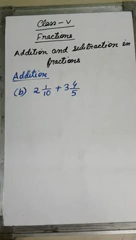 Class - V
Fractions
Addition and subtraction in
fractions
Addition
(b) 2 1/10 + 3 4/5